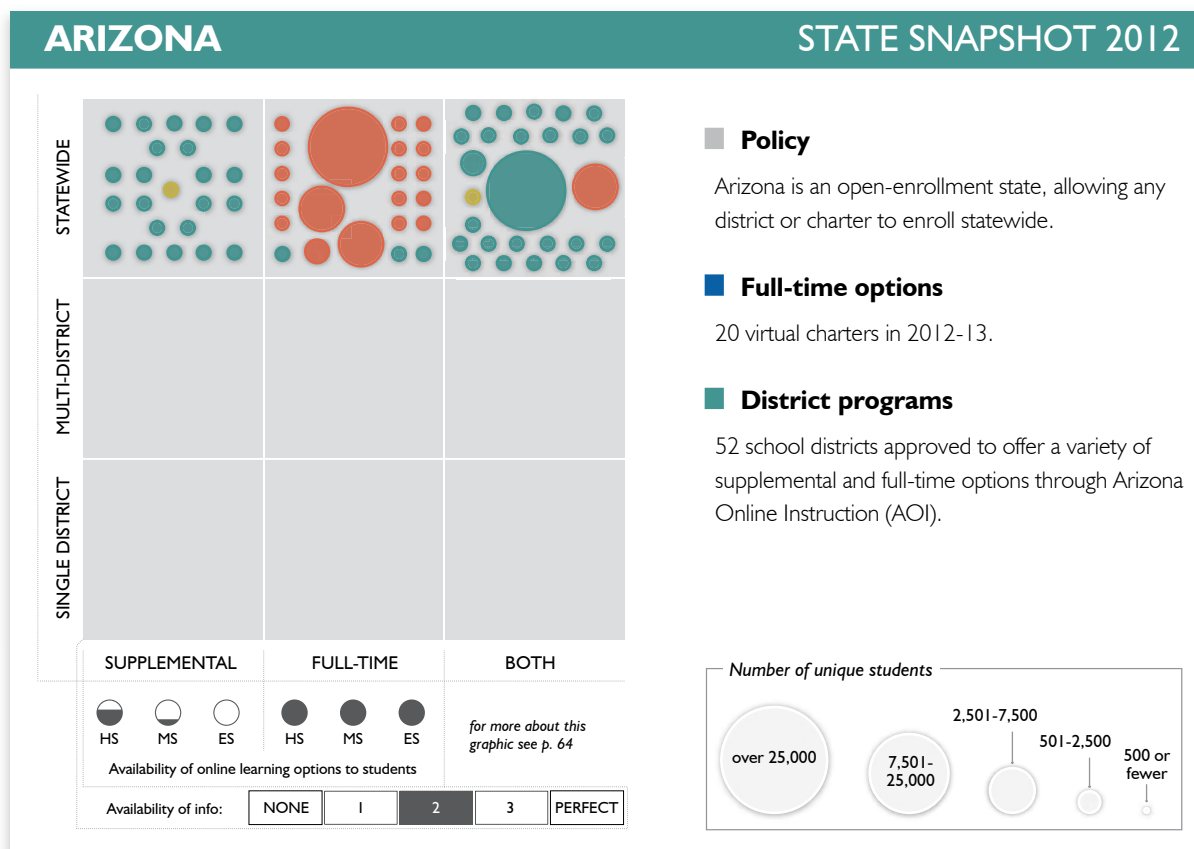 ARIZONA
STATE SNAPSHOT 2012
STATEWIDE
MULTI-DISTRICT
SINGLE DISTRICT
SUPPLEMENTAL
FULL-TIME
BOTH
HS MS ES
HS MS ES
for more about this
graphic see p. 64
Availability of online learning options to students
Availability of info:
NONE 1 2 3 PERFECT
Policy
Arizona is an open-enrollment state, allowing any
district or charter to enroll statewide.
Full-time options
20 virtual charters in 2012-13.
District programs
52 school districts approved to offer a variety of
supplemental and full-time options through Arizona
Online Instruction (AOI).
Number of unique students
over 25,000
7,501-
25,000
2,501-7,500
501-2,500
500 or
fewer